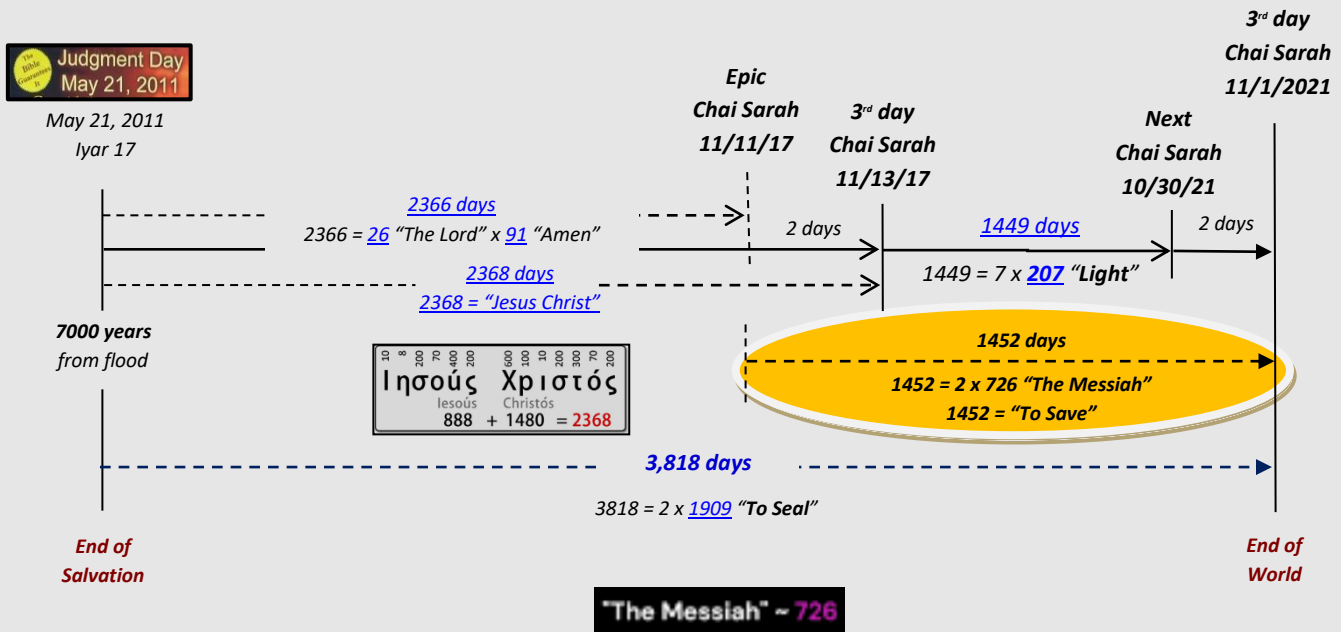 3rd day
Chai Sarah
11/1/2021
The Bible Guarantees It
Judgment Day
May 21, 2011
May 21, 2011
Iyar 17
Epic
Chai Sarah
11/11/17
3rd day
Chai Sarah
11/13/17
Next
Chai Sarah
10/30/21
2366 days
2366 = 26 “The Lord” x 91 “Amen”
2 days
1449 days
2 days
1449 = 7 x 207 “Light”
2368 days
2368 = “Jesus Christ”
7000 years
from flood
10 8 200 70 400 200 600 100 10 200 300 70 200
Ιησούς Χριστός
Iesoús Christós
888 + 1480 = 2368
1452 days
1452 = 2 x 726 “The Messiah”
1452 = “To Save”
3,818 days
3818 = 2 x 1909 “To Seal”
End of
Salvation
End of
World
"The Messiah" ~ 726